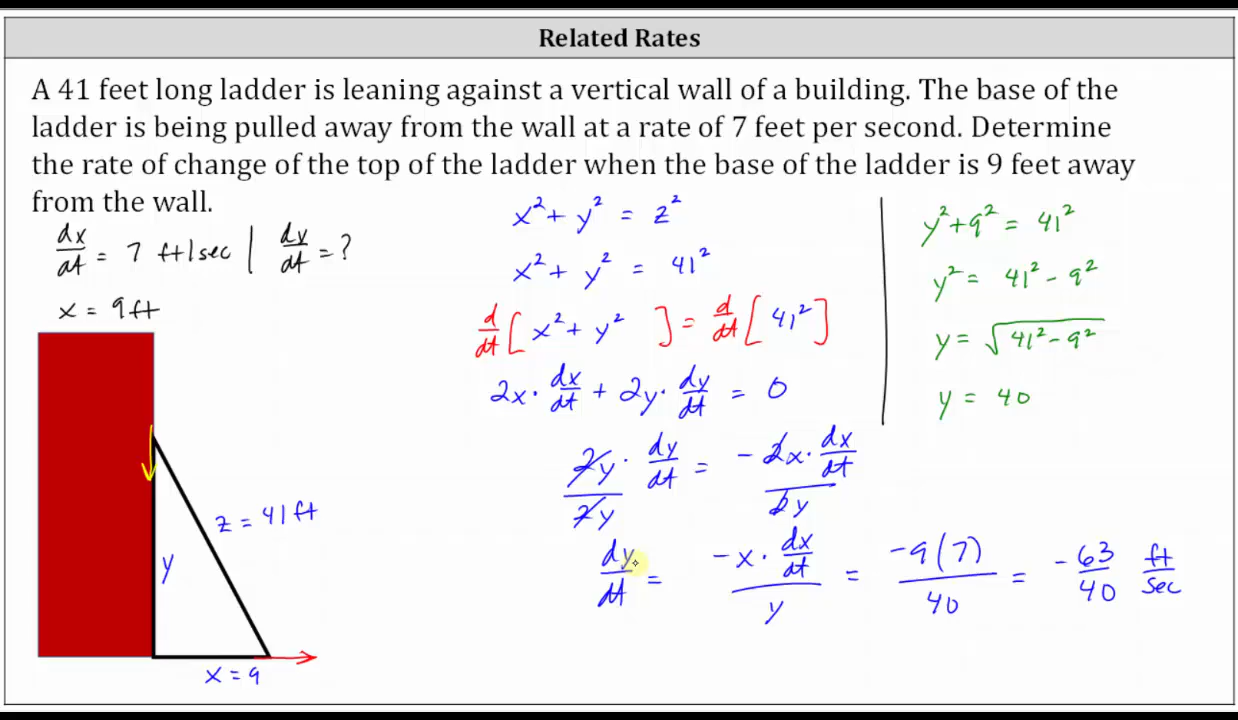 Related Rates
A 41 feet long ladder is leaning against a vertical wall of a building. The base of the
ladder is being pulled away from the wall at a rate of 7 feet per second. Determine
the rate of change of the top of the ladder when the base of the ladder is 9 feet away
from the wall.
dx/dt = 7 ft/sec | dy/dt = ?
x = 9ft
z = 41ft
y
x = 9
x² + y² = z²
x² + y² = 41²
d/dt [x² + y²] = d/dt [41²]
2x · dx/dt + 2y · dy/dt = 0
2y · dy/dt / 2y = -2x · dx/dt / 2y
dy/dt = -x · dx/dt / y = -9(7) / 40 = -63/40 ft/sec
y² + 9² = 41²
y² = 41² - 9²
y = √(41² - 9²)
y = 40